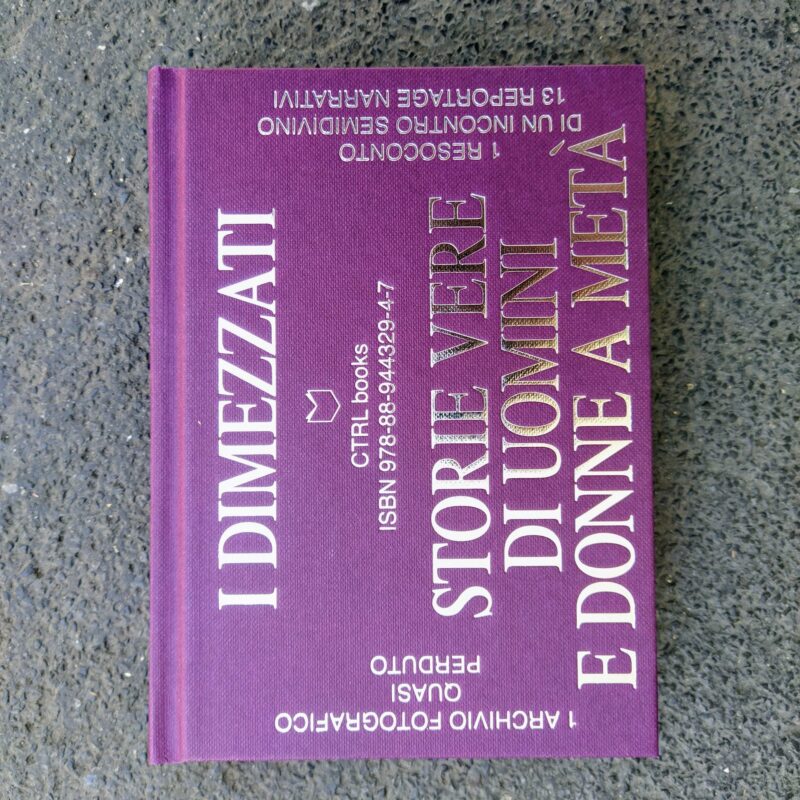 I DIMEZZATI
CTRL books
ISBN 978-88-944329-4-7
STORIE VERE
DI UOMINI
E DONNE A METÀ
13 REPORTAGE NARRATIVI
1 RESOCONTO
DI UN INCONTRO SEMIDIVINO
1 ARCHIVIO FOTOGRAFICO
QUASI
PERDUTO